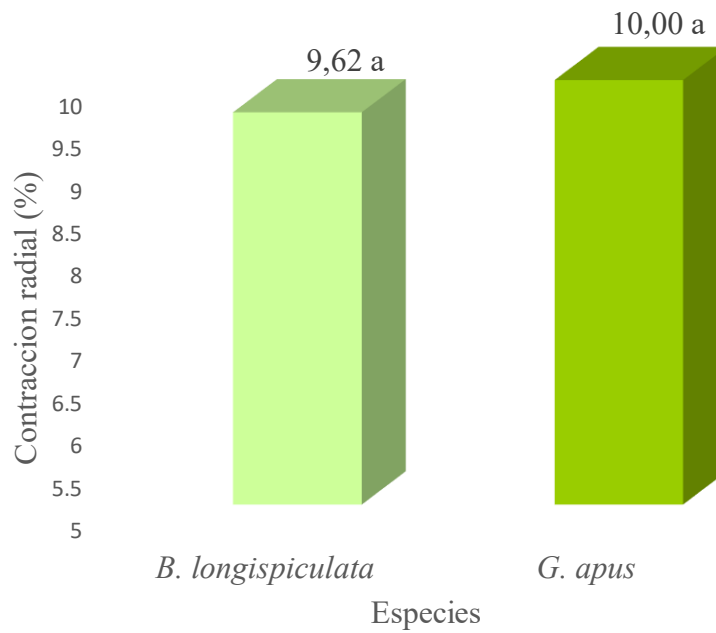 9,62 a
10,00 a
Contraccion radial (%)
10
9.5
9
8.5
8
7.5
7
6.5
6
5.5
5
B. longispiculata
G. apus
Especies